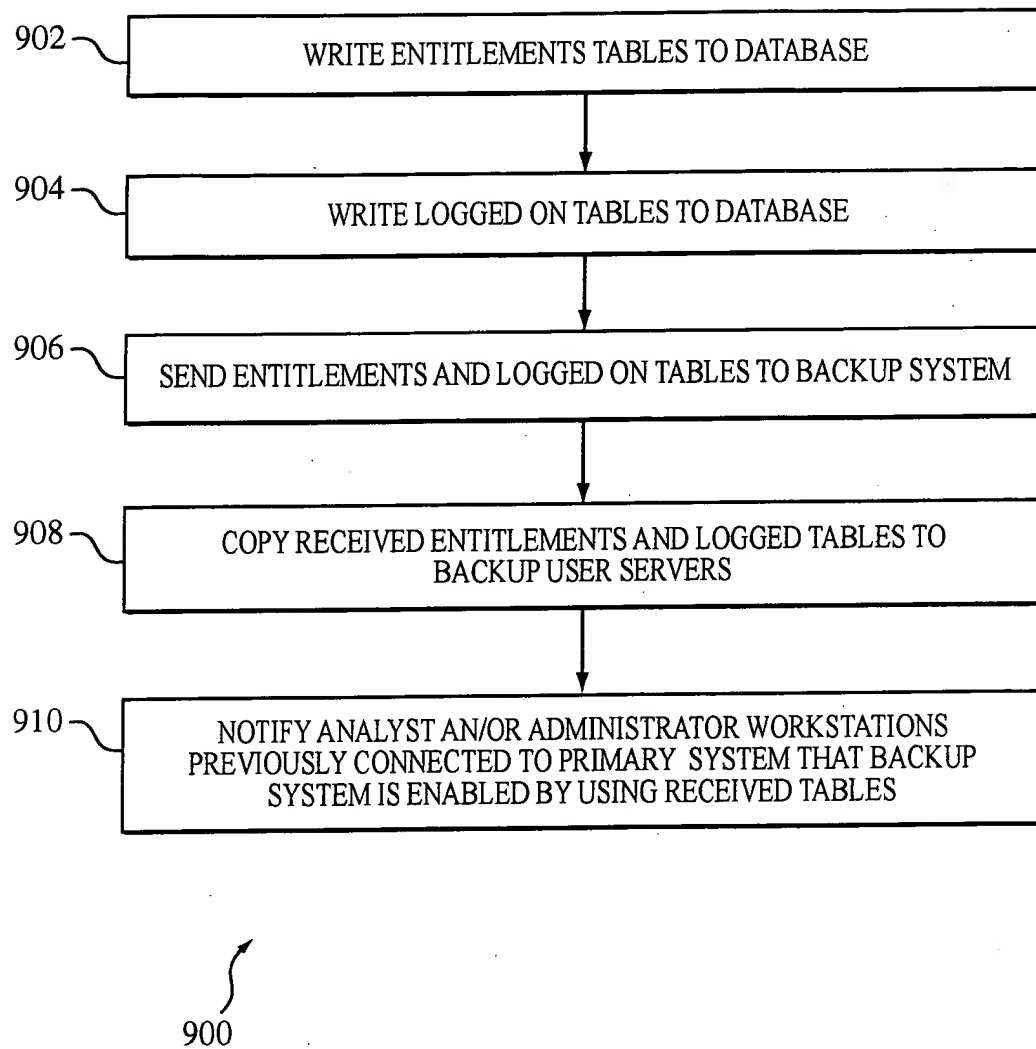 902
WRITE ENTITLEMENTS TABLES TO DATABASE
904
WRITE LOGGED ON TABLES TO DATABASE
906
SEND ENTITLEMENTS AND LOGGED ON TABLES TO BACKUP SYSTEM
908
COPY RECEIVED ENTITLEMENTS AND LOGGED TABLES TO
BACKUP USER SERVERS
910
NOTIFY ANALYST AN/OR ADMINISTRATOR WORKSTATIONS
PREVIOUSLY CONNECTED TO PRIMARY SYSTEM THAT BACKUP
SYSTEM IS ENABLED BY USING RECEIVED TABLES
900